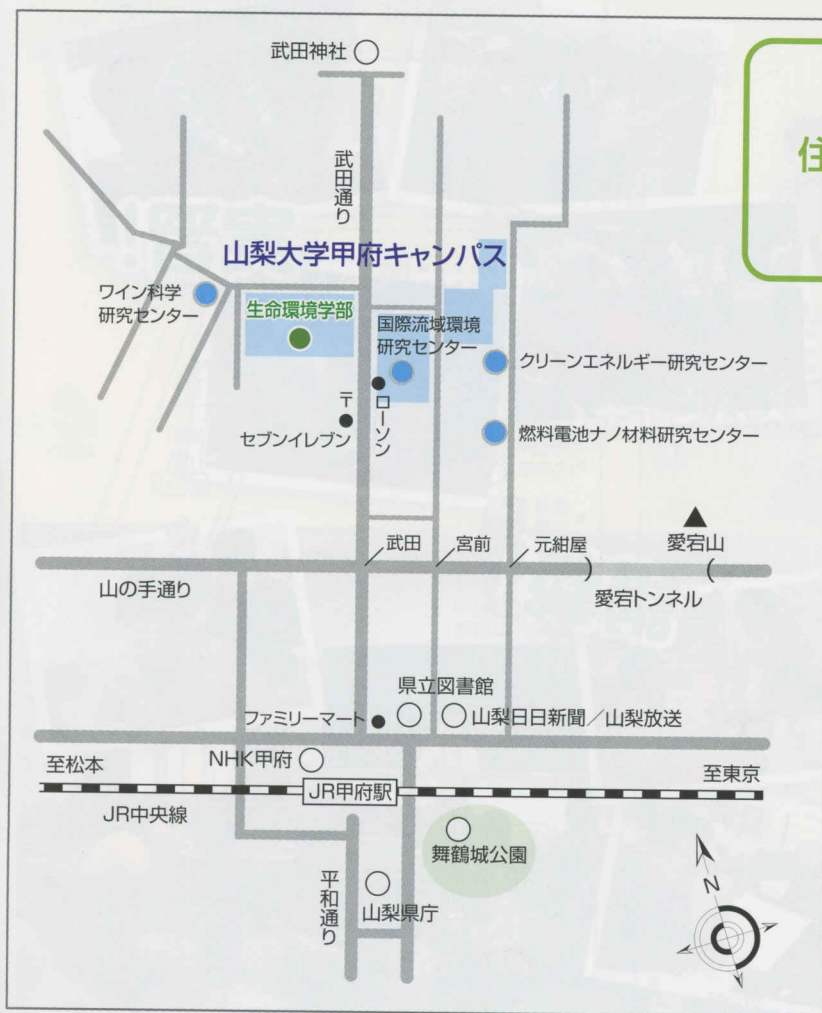 武田神社
武田通り
住
山梨大学甲府キャンパス
ワイン科学
研究センター
生命環境学部
国際流域環境
研究センター
クリーンエネルギー研究センター
〒
ローソン
セブンイレブン
燃料電池ナノ材料研究センター
武田
宮前
元紺屋
愛宕山
山の手通り
愛宕トンネル
県立図書館
ファミリーマート
山梨日日新聞／山梨放送
至松本
NHK甲府
至東京
JR甲府駅
JR中央線
舞鶴城公園
平和通り
山梨県庁
N